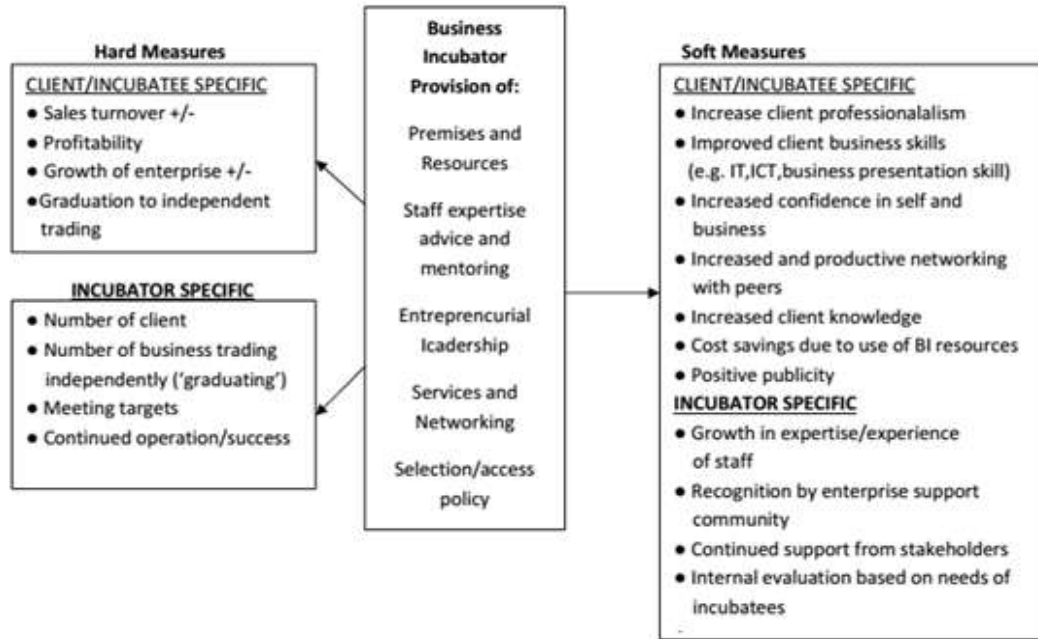 Hard Measures
CLIENT/INCUBATEE SPECIFIC
● Sales turnover +/-
● Profitability
● Growth of enterprise +/-
●Graduation to independent
trading
INCUBATOR SPECIFIC
● Number of client
● Number of business trading
independently ('graduating')
● Meeting targets
● Continued operation/success
Business
Incubator
Provision of:
Premises and
Resources
Staff expertise
advice and
mentoring
Entreprencurial
Icadership
Services and
Networking
Selection/access
policy
Soft Measures
CLIENT/INCUBATEE SPECIFIC
● Increase client professionalalism
● Improved client business skills
(e.g. IT,ICT,business presentation skill)
● Increased confidence in self and
business
● Increased and productive networking
with peers
● Increased client knowledge
● Cost savings due to use of BI resources
● Positive publicity
INCUBATOR SPECIFIC
● Growth in expertise/experience
of staff
● Recognition by enterprise support
community
● Continued support from stakeholders
● Internal evaluation based on needs of
incubatees